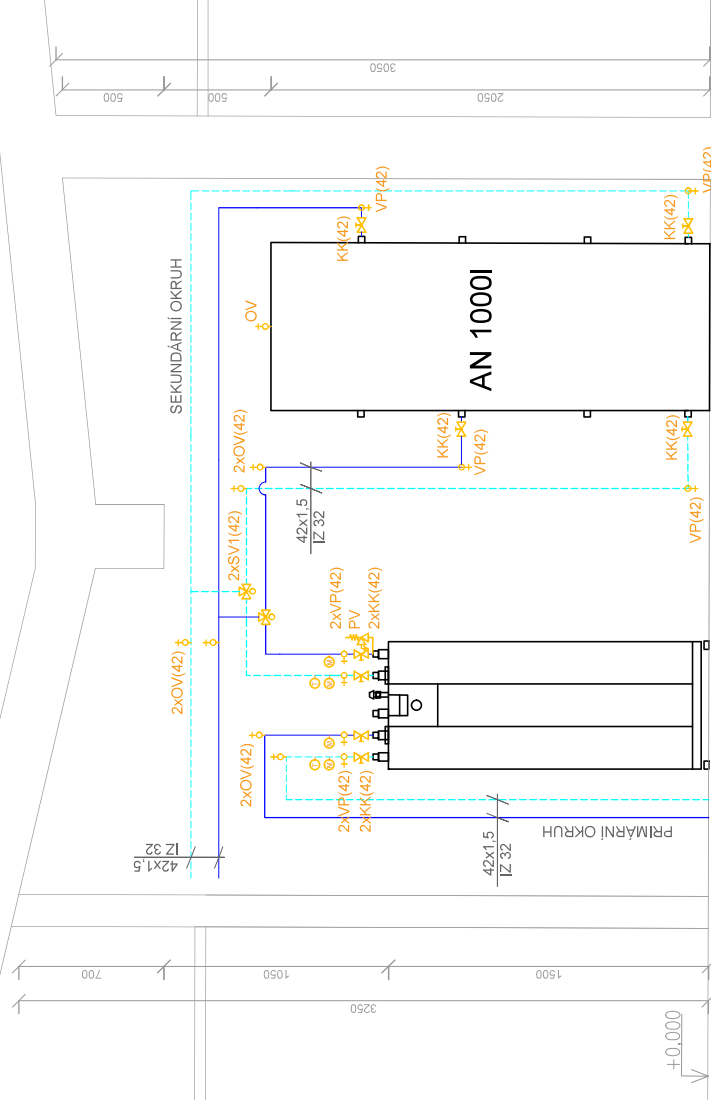 3050
500
500
2050
VP(42)
VP(42)
KK(42)
KK(42)
SEKUNDÁRNÍ OKRUH
OV
AN 1000l
2xOV(42)
KK(42)
VP(42)
KK(42)
VP(42)
42x1,5
IZ 32
2xSV1(42)
2xVP(42)
PV
2xKK(42)
T
W
W
2xOV(42)
2xOV(42)
T
W
W
2xVP(42)
2xKK(42)
PRIMÁRNÍ OKRUH
42x1,5
IZ 32
42x1,5
IZ 32
700
1050
1500
3250
+0,000